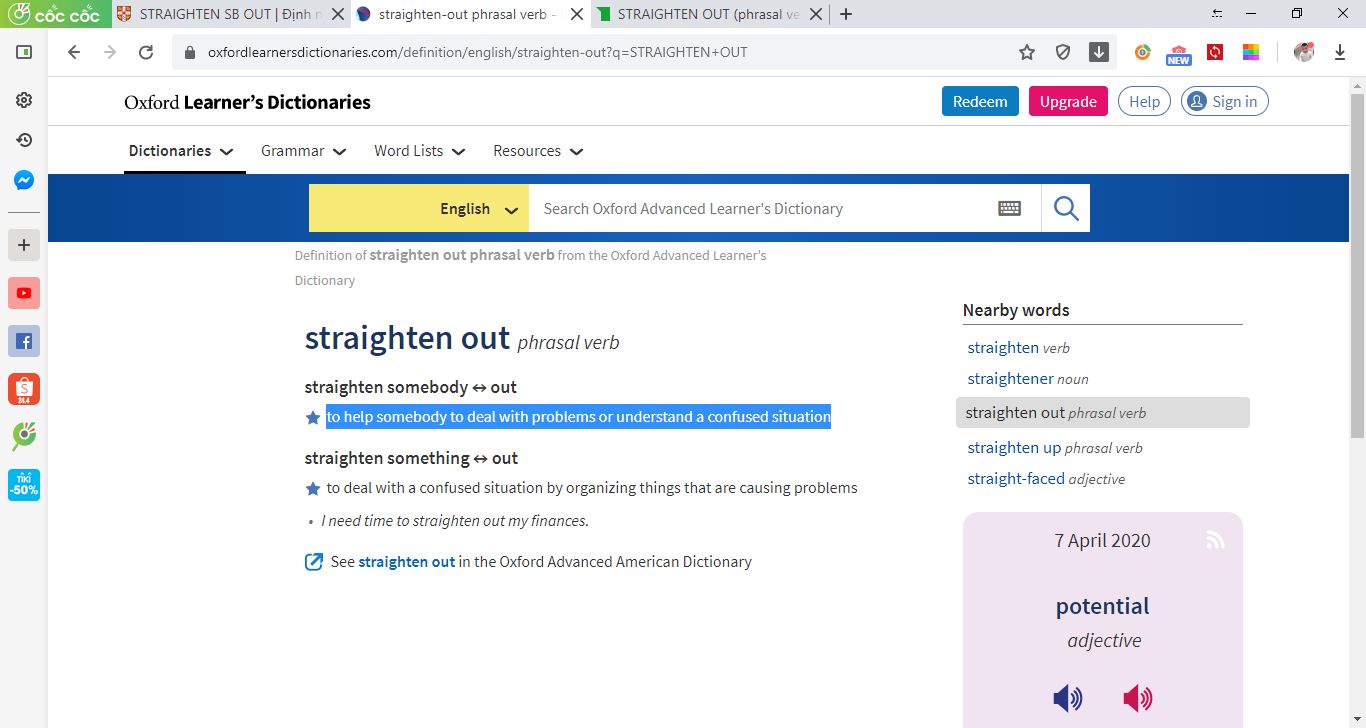 cốc cốc
STRAIGHTEN SB OUT | Định n
straighten-out phrasal verb -
STRAIGHTEN OUT (phrasal ve
oxfordlearnersdictionaries.com/definition/english/straighten-out?q=STRAIGHTEN+OUT
NEW
Oxford Learner's Dictionaries
Redeem
Upgrade
Help
Sign in
Dictionaries
Grammar
Word Lists
Resources
English
Search Oxford Advanced Learner's Dictionary
Definition of straighten out phrasal verb from the Oxford Advanced Learner's
Dictionary
straighten out phrasal verb
straighten somebody ↔ out
to help somebody to deal with problems or understand a confused situation
straighten something ↔ out
to deal with a confused situation by organizing things that are causing problems
• I need time to straighten out my finances.
See straighten out in the Oxford Advanced American Dictionary
Nearby words
straighten verb
straightener noun
straighten out phrasal verb
straighten up phrasal verb
straight-faced adjective
7 April 2020
potential
adjective
S
24.4
TIKI
-50%